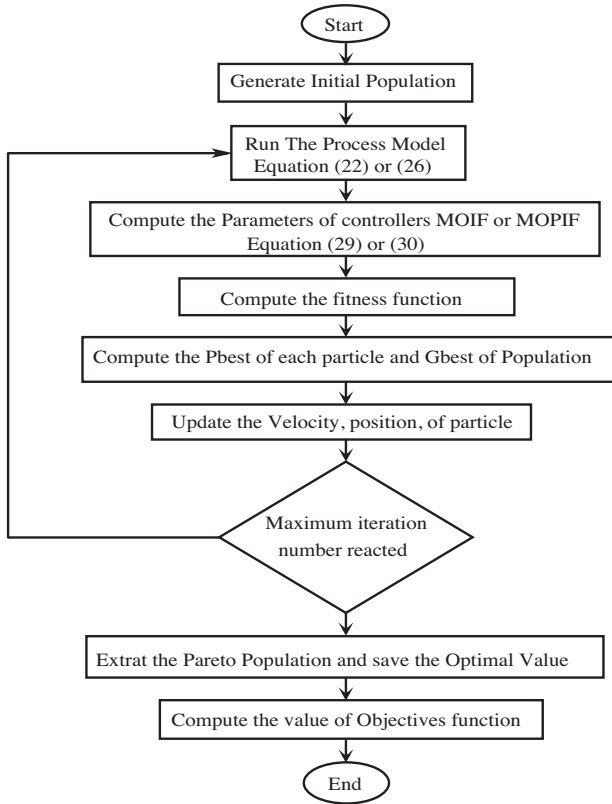 Start
Generate Initial Population
Run The Process Model
Equation (22) or (26)
Compute the Parameters of controllers MOIF or MOPIF
Equation (29) or (30)
Compute the fitness function
Compute the Pbest of each particle and Gbest of Population
Update the Velocity, position, of particle
Maximum iteration
number reacted
Extrat the Pareto Population and save the Optimal Value
Compute the value of Objectives function
End